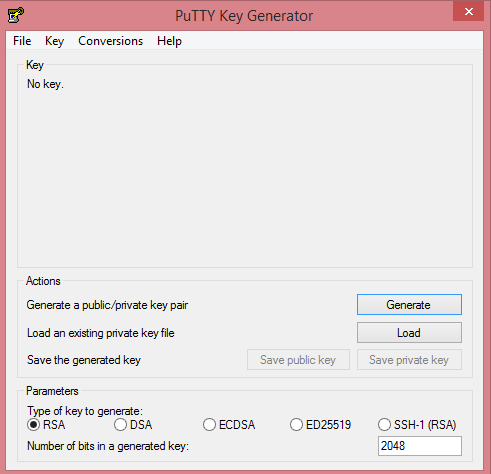 PuTTY Key Generator
File Key Conversions Help
Key
No key.
Actions
Generate a public/private key pair Generate
Load an existing private key file Load
Save the generated key Save public key Save private key
Parameters
Type of key to generate:
RSA DSA ECDSA ED25519 SSH-1 (RSA)
Number of bits in a generated key: 2048